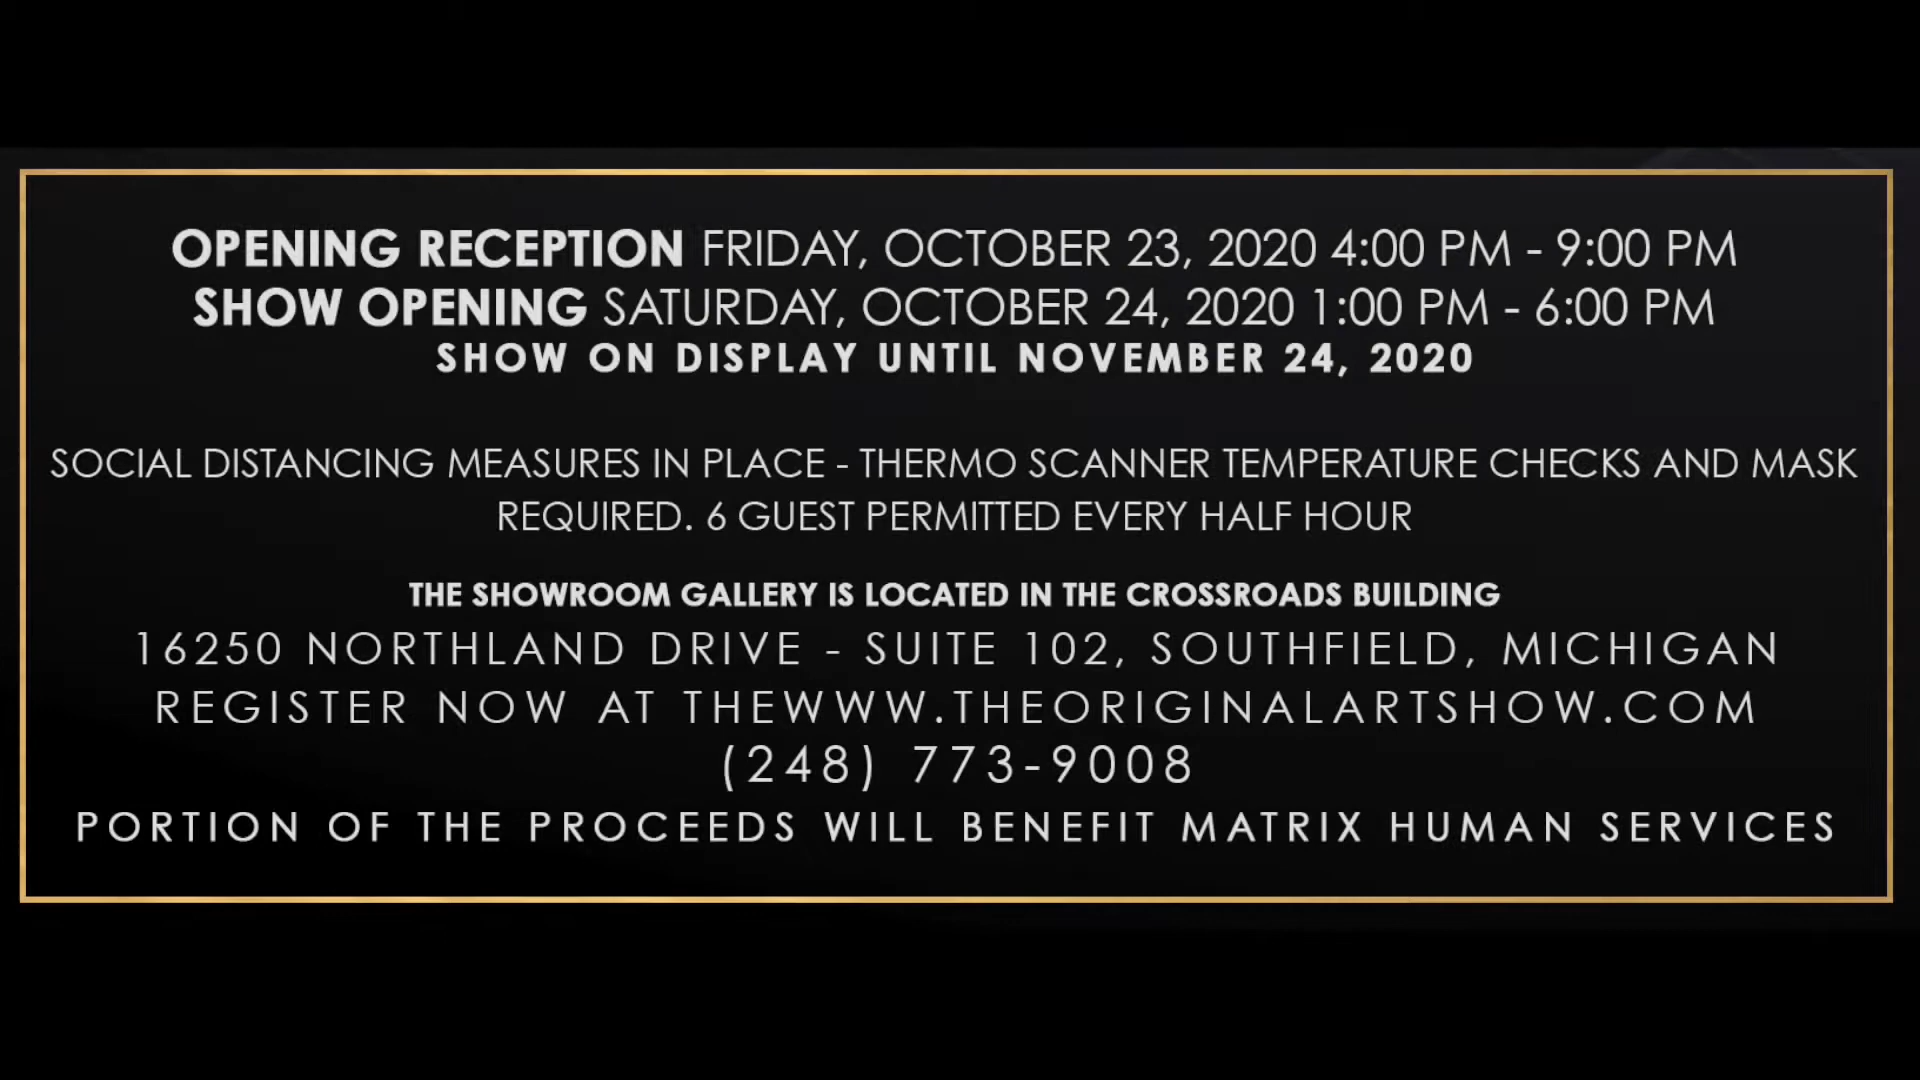 OPENING RECEPTION FRIDAY, OCTOBER 23, 2020 4:00 PM - 9:00 PM
SHOW OPENING SATURDAY, OCTOBER 24, 2020 1:00 PM - 6:00 PM
SHOW ON DISPLAY UNTIL NOVEMBER 24, 2020
SOCIAL DISTANCING MEASURES IN PLACE - THERMO SCANNER TEMPERATURE CHECKS AND MASK
REQUIRED. 6 GUEST PERMITTED EVERY HALF HOUR
THE SHOWROOM GALLERY IS LOCATED IN THE CROSSROADS BUILDING
16250 NORTHLAND DRIVE - SUITE 102, SOUTHFIELD, MICHIGAN
REGISTER NOW AT THEWWW.THEORIGINALARTSHOW.COM
(248) 773-9008
PORTION OF THE PROCEEDS WILL BENEFIT MATRIX HUMAN SERVICES